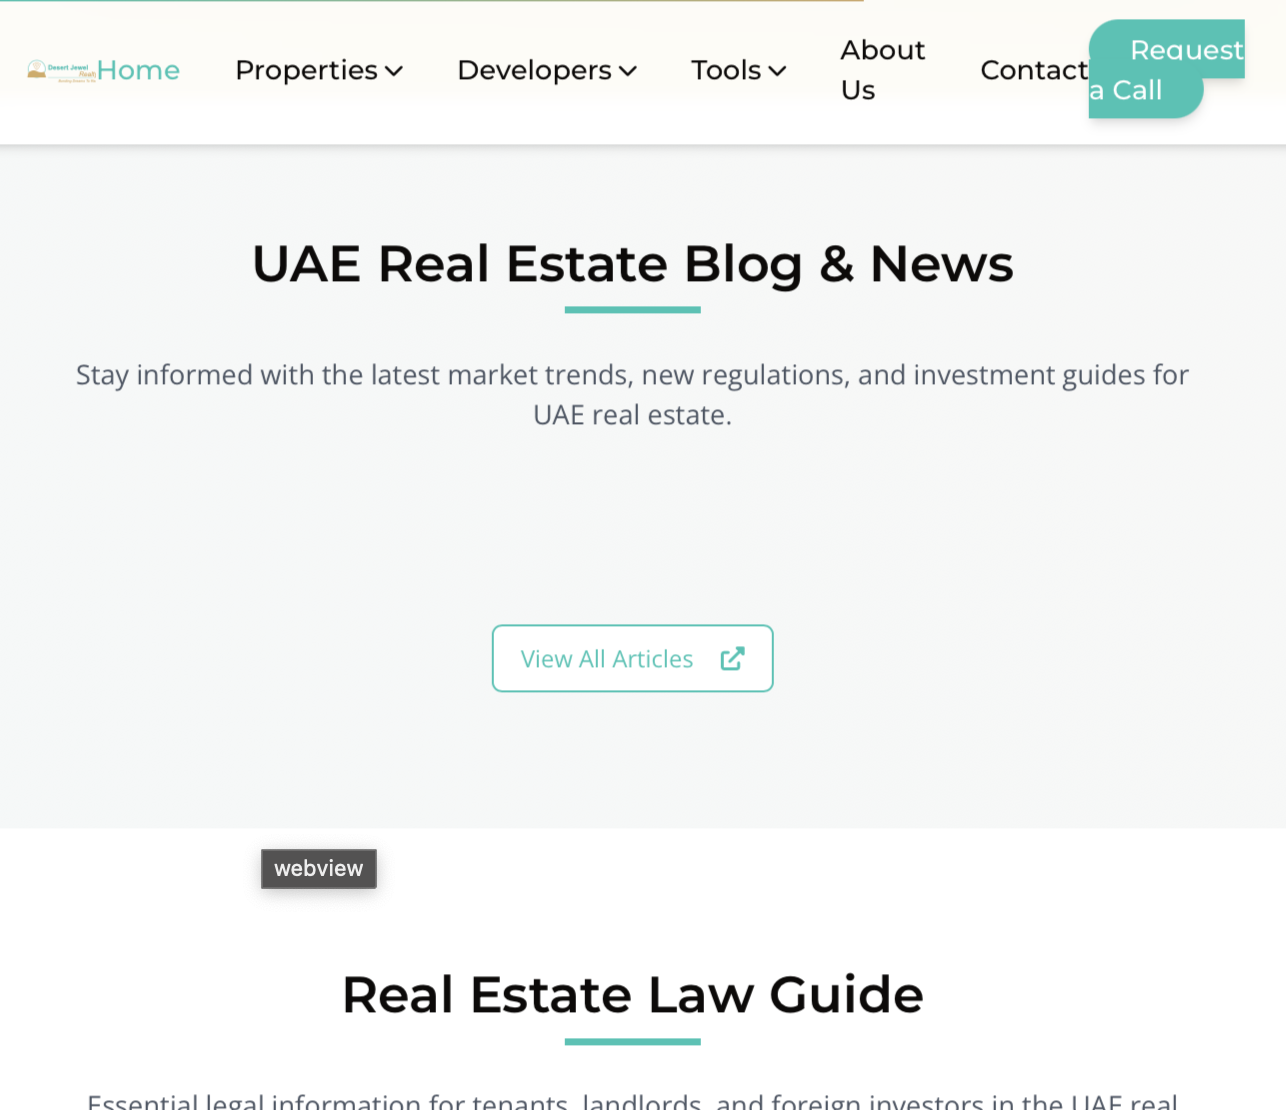 Desert Jewel
Realty
Home
Properties
Developers
Tools
About
Us
Contact
Request
a Call
UAE Real Estate Blog & News
Stay informed with the latest market trends, new regulations, and investment guides for
UAE real estate.
View All Articles
webview
Real Estate Law Guide
Essential legal information for tenants, landlords, and foreign investors in the UAE real